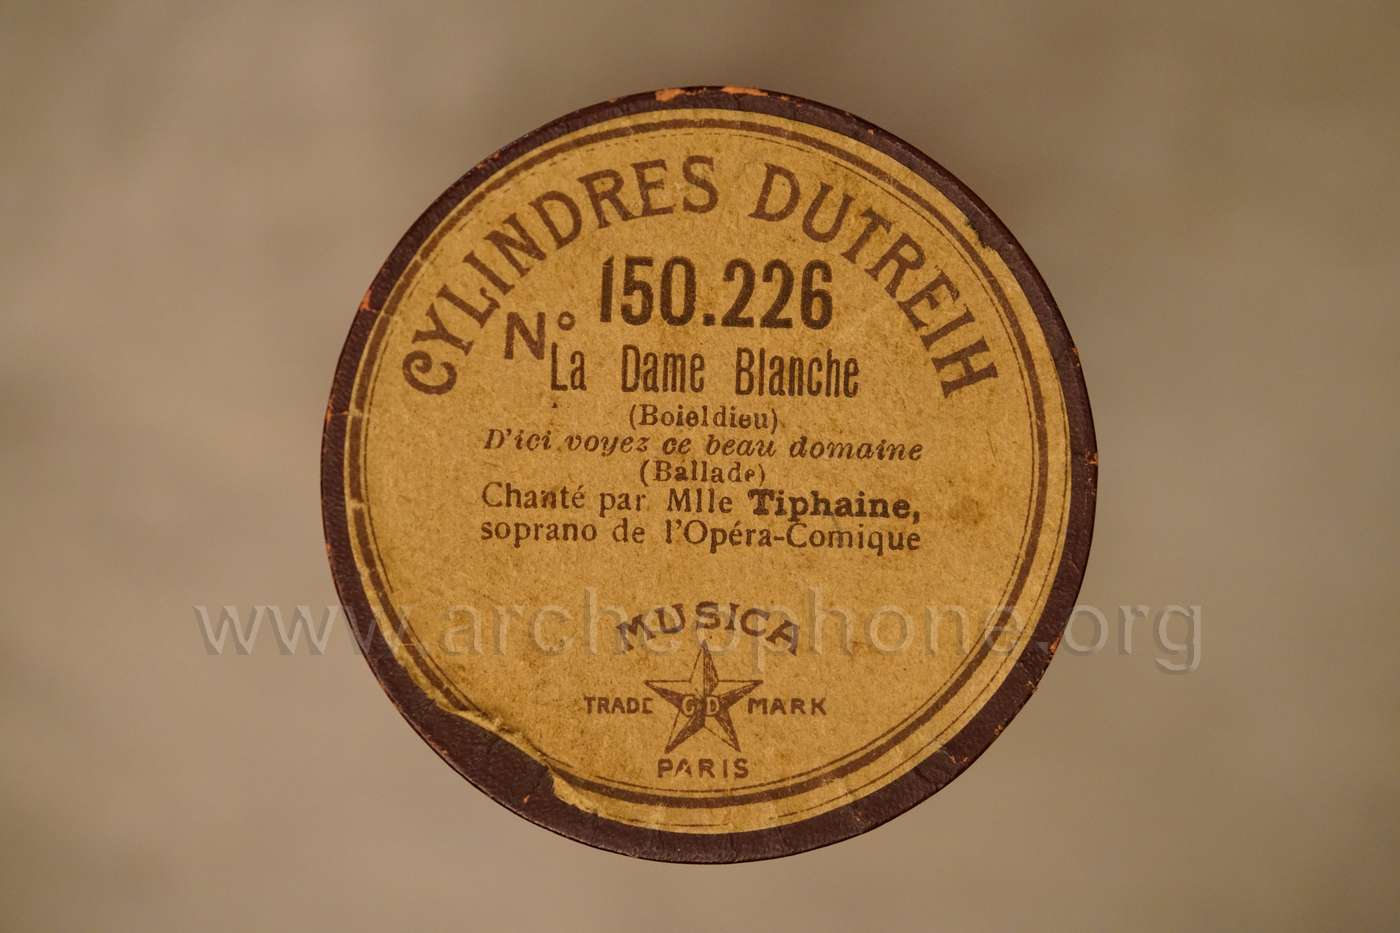 CYLINDRES DUTREIH
N° 150.226
La Dame Blanche
(Boieldieu)
D'ici voyez ce beau domaine
(Ballade)
Chanté par Mlle Tiphaine,
soprano de l'Opéra-Comique
www.archeophone.org
MUSICA
TRADE CD MARK
PARIS